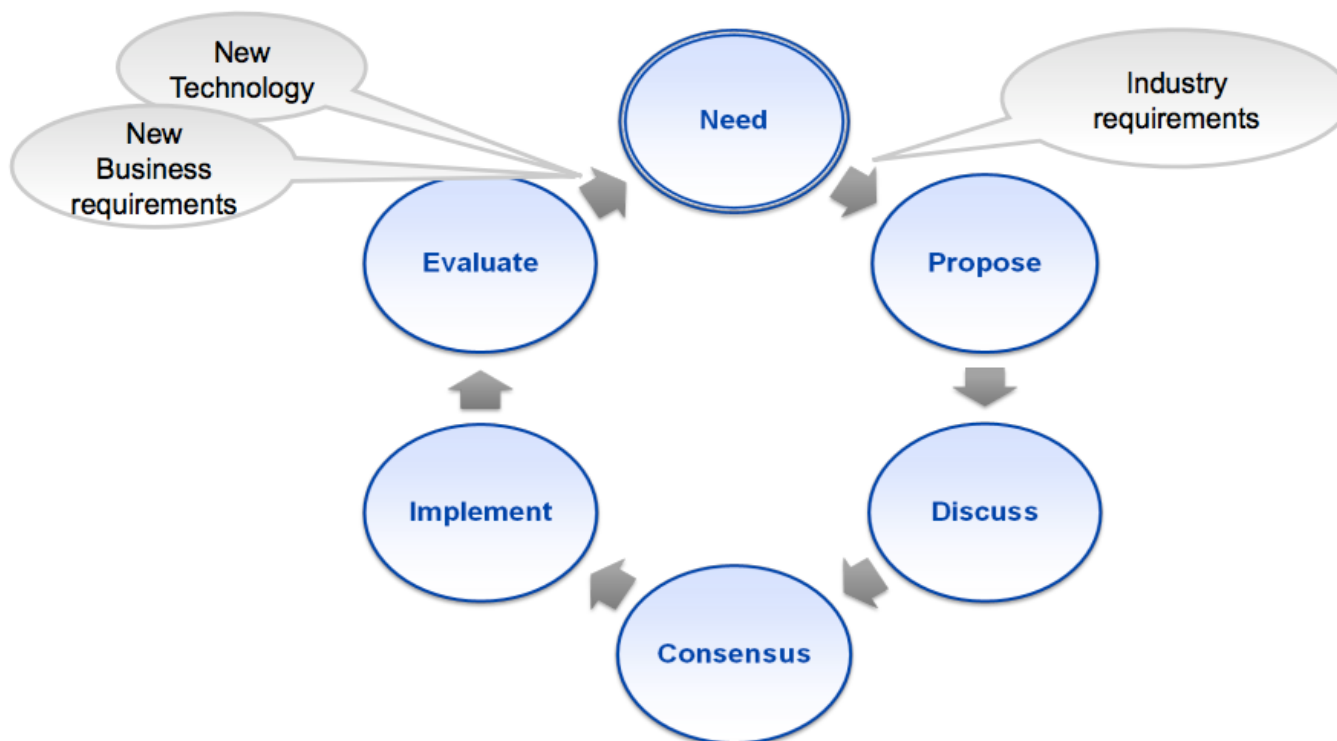 New
Technology
New
Business
requirements
Need
Industry
requirements
Evaluate
Propose
Implement
Discuss
Consensus